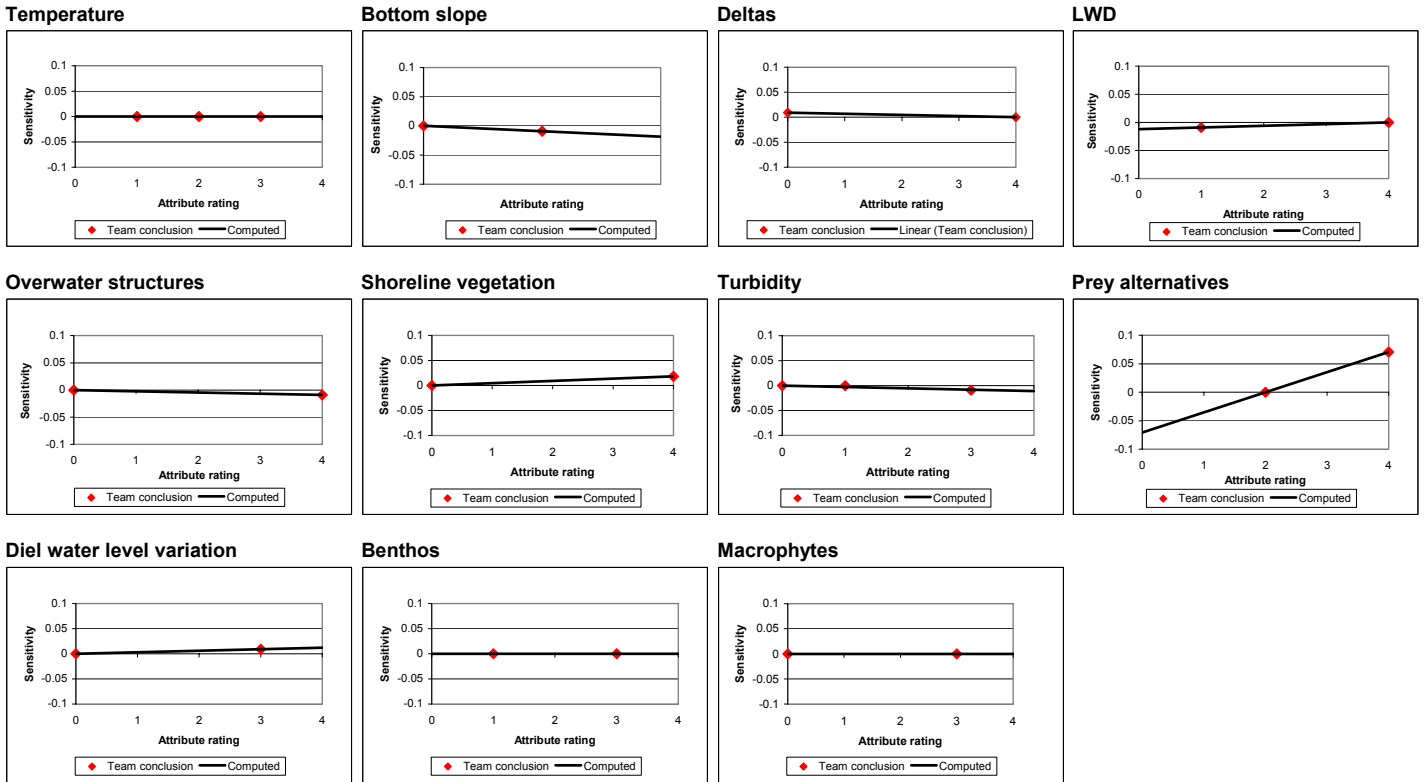 Temperature
0.1
0.05
0
-0.05
-0.1
Sensitivity
0 1 2 3 4
Attribute rating
Team conclusion Computed
Bottom slope
0.1
0.05
0
-0.05
-0.1
Sensitivity
Attribute rating
Team conclusion Computed
Deltas
0.1
0.05
0
-0.05
-0.1
Sensitivity
0 1 2 3 4
Attribute rating
Team conclusion Linear (Team conclusion)
LWD
0.1
0.05
0
-0.05
-0.1
Sensitivity
0 1 2 3 4
Attribute rating
Team conclusion Computed
Overwater structures
0.1
0.05
0
-0.05
-0.1
Sensitivity
0 1 2 3 4
Attribute rating
Team conclusion Computed
Shoreline vegetation
0.1
0.05
0
-0.05
-0.1
Sensitivity
0 1 2 3 4
Attribute rating
Team conclusion Computed
Turbidity
0.1
0.05
0
-0.05
-0.1
Sensitivity
0 1 2 3 4
Attribute rating
Team conclusion Computed
Prey alternatives
0.1
0.05
0
-0.05
-0.1
Sensitivity
0 1 2 3 4
Attribute rating
Team conclusion Computed
Diel water level variation
0.1
0.05
0
-0.05
-0.1
Sensitivity
0 1 2 3 4
Attribute rating
Team conclusion Computed
Benthos
0.1
0.05
0
-0.05
-0.1
Sensitivity
0 1 2 3 4
Attribute rating
Team conclusion Computed
Macrophytes
0.1
0.05
0
-0.05
-0.1
Sensitivity
0 1 2 3 4
Attribute rating
Team conclusion Computed